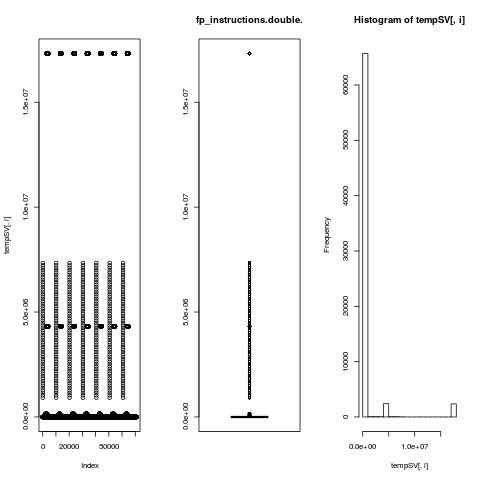 fp_instructions.double.
Histogram of tempSV[, i]
tempSV[, i]
0.0e+00
5.0e+06
1.0e+07
1.5e+07
0
20000
50000
Index
0.0e+00
5.0e+06
1.0e+07
1.5e+07
Frequency
0
10000
20000
30000
40000
50000
60000
0.0e+00
1.0e+07
tempSV[, i]